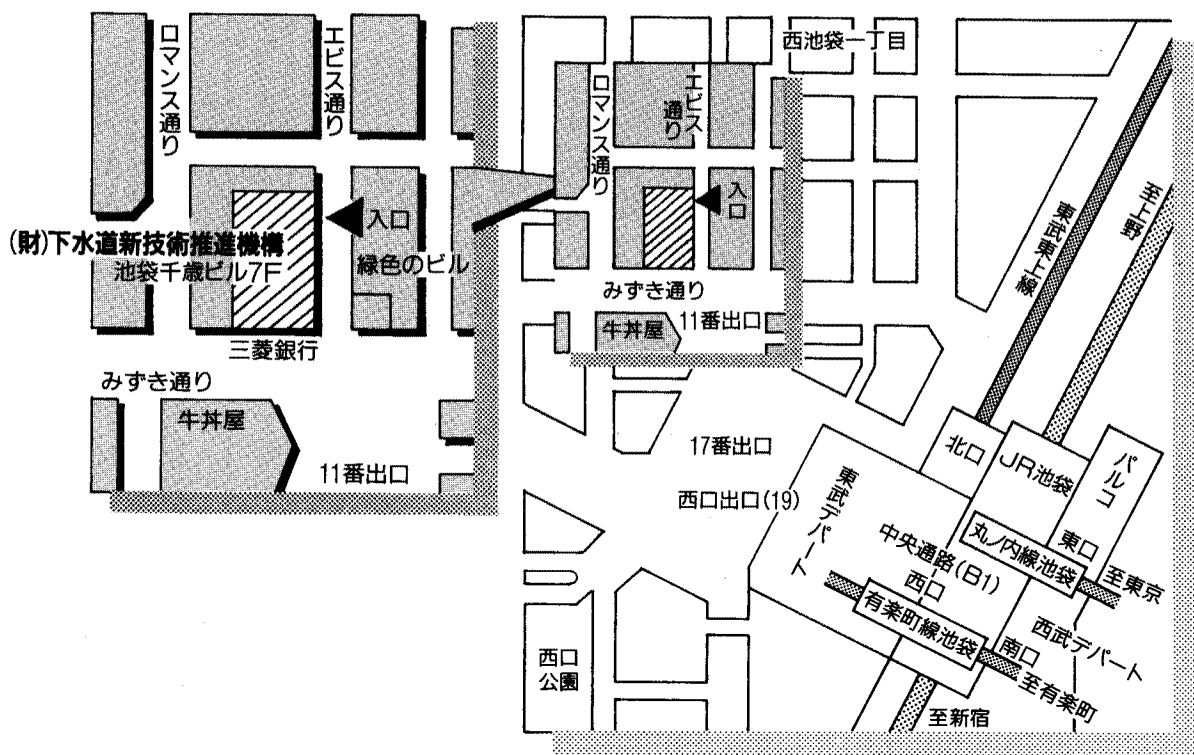 ロマンス通り
エビス通り
入口
(財)下水道新技術推進機構
池袋千歳ビル7F
緑色のビル
三菱銀行
みずき通り
牛丼屋
11番出口
西池袋一丁目
ロマンス通り
エビス
通り
入口
みずき通り
牛丼屋
11番出口
17番出口
西口出口(19)
東武東上線
至上野
北口
JR池袋
パルコ
東武デパート
中央通路(B1)
西口
丸ノ内線池袋
東口
至東京
有楽町線池袋
南口
西武デパート
至有楽町
至新宿
西口
公園